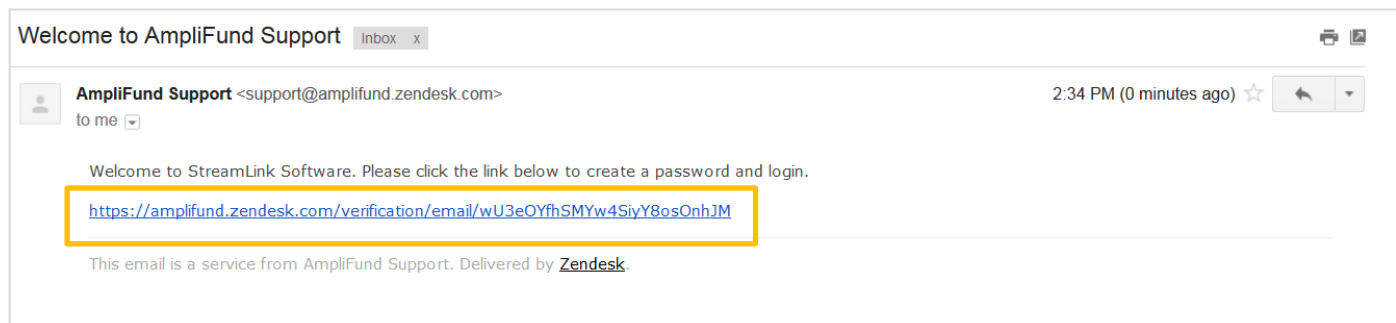 Welcome to AmpliFund Support Inbox x
AmpliFund Support <support@amplifund.zendesk.com> 2:34 PM (0 minutes ago)
to me
Welcome to StreamLink Software. Please click the link below to create a password and login.
https://amplifund.zendesk.com/verification/email/wU3eOYfhSMYw4SiyY8osOnhJM
This email is a service from AmpliFund Support. Delivered by Zendesk.